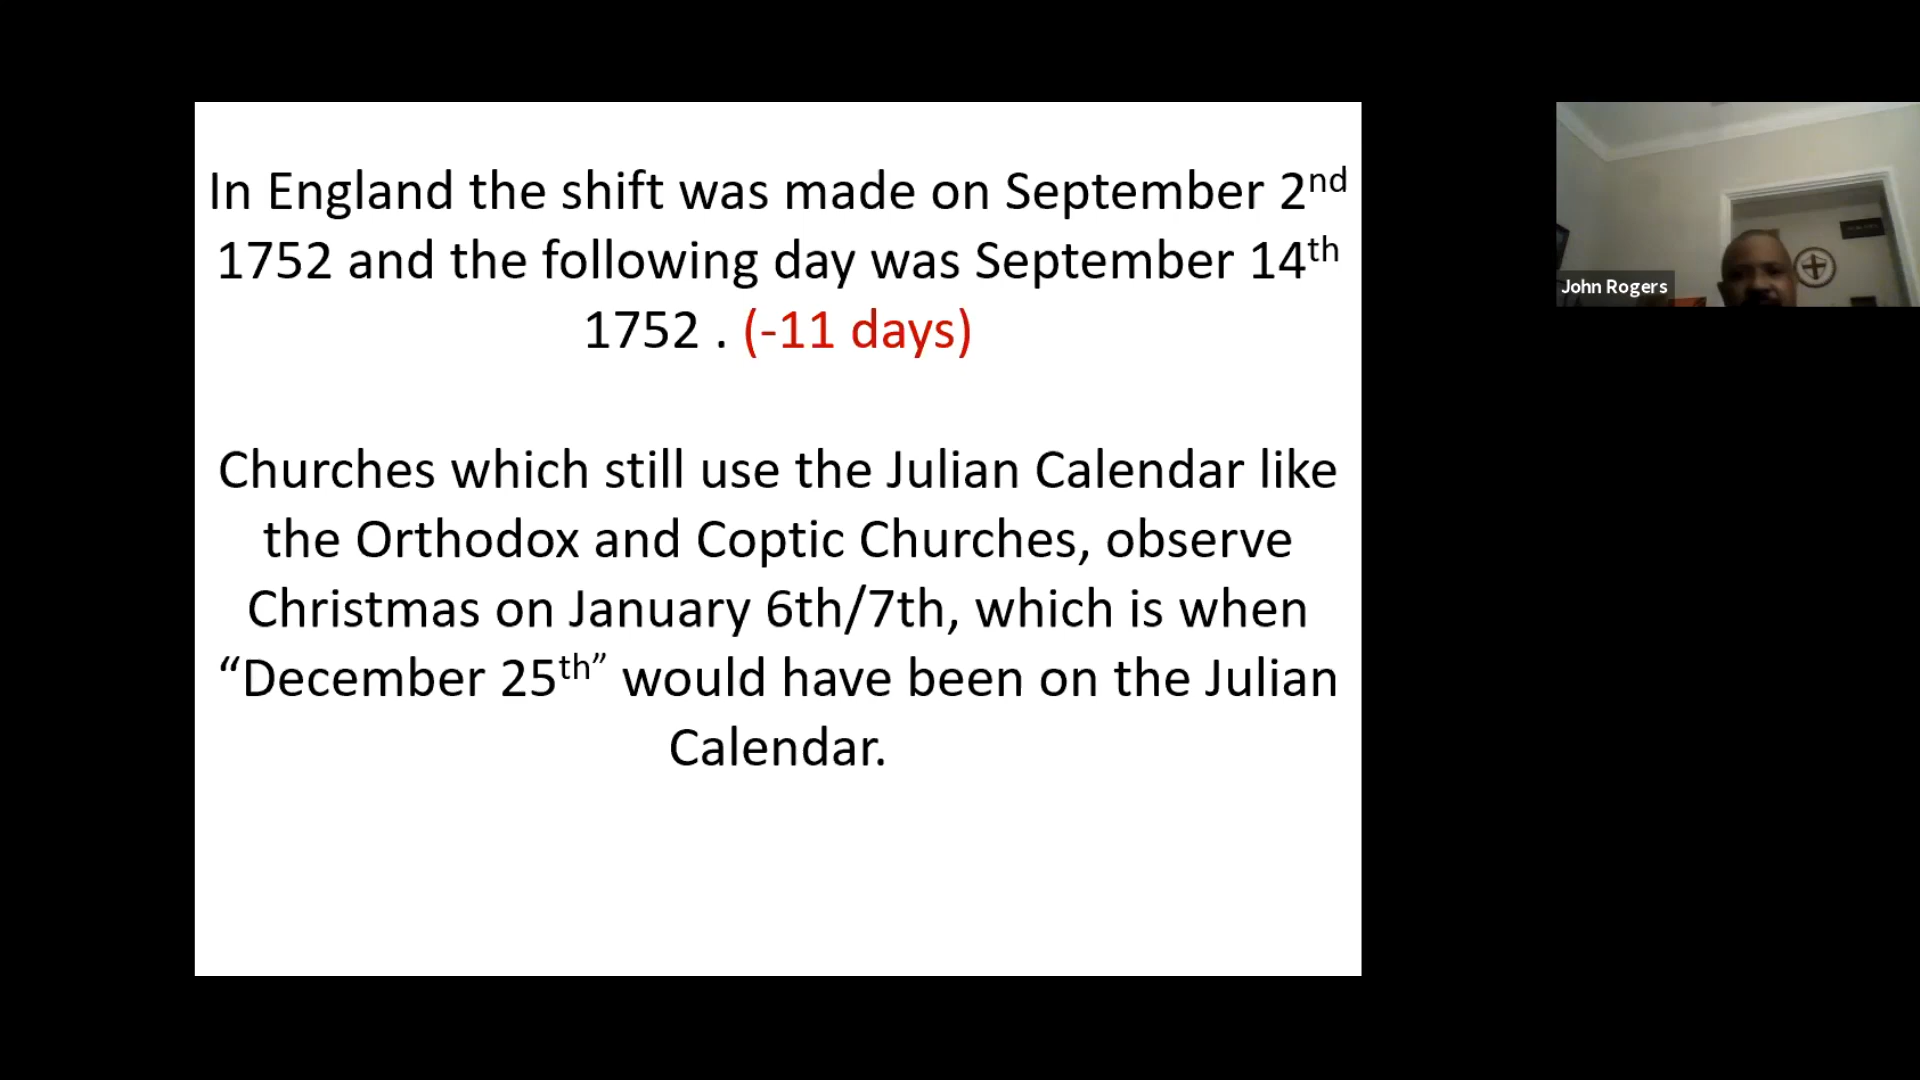 In England the shift was made on September 2nd
1752 and the following day was September 14th
1752 . (-11 days)
Churches which still use the Julian Calendar like
the Orthodox and Coptic Churches, observe
Christmas on January 6th/7th, which is when
“December 25th” would have been on the Julian
Calendar.
John Rogers